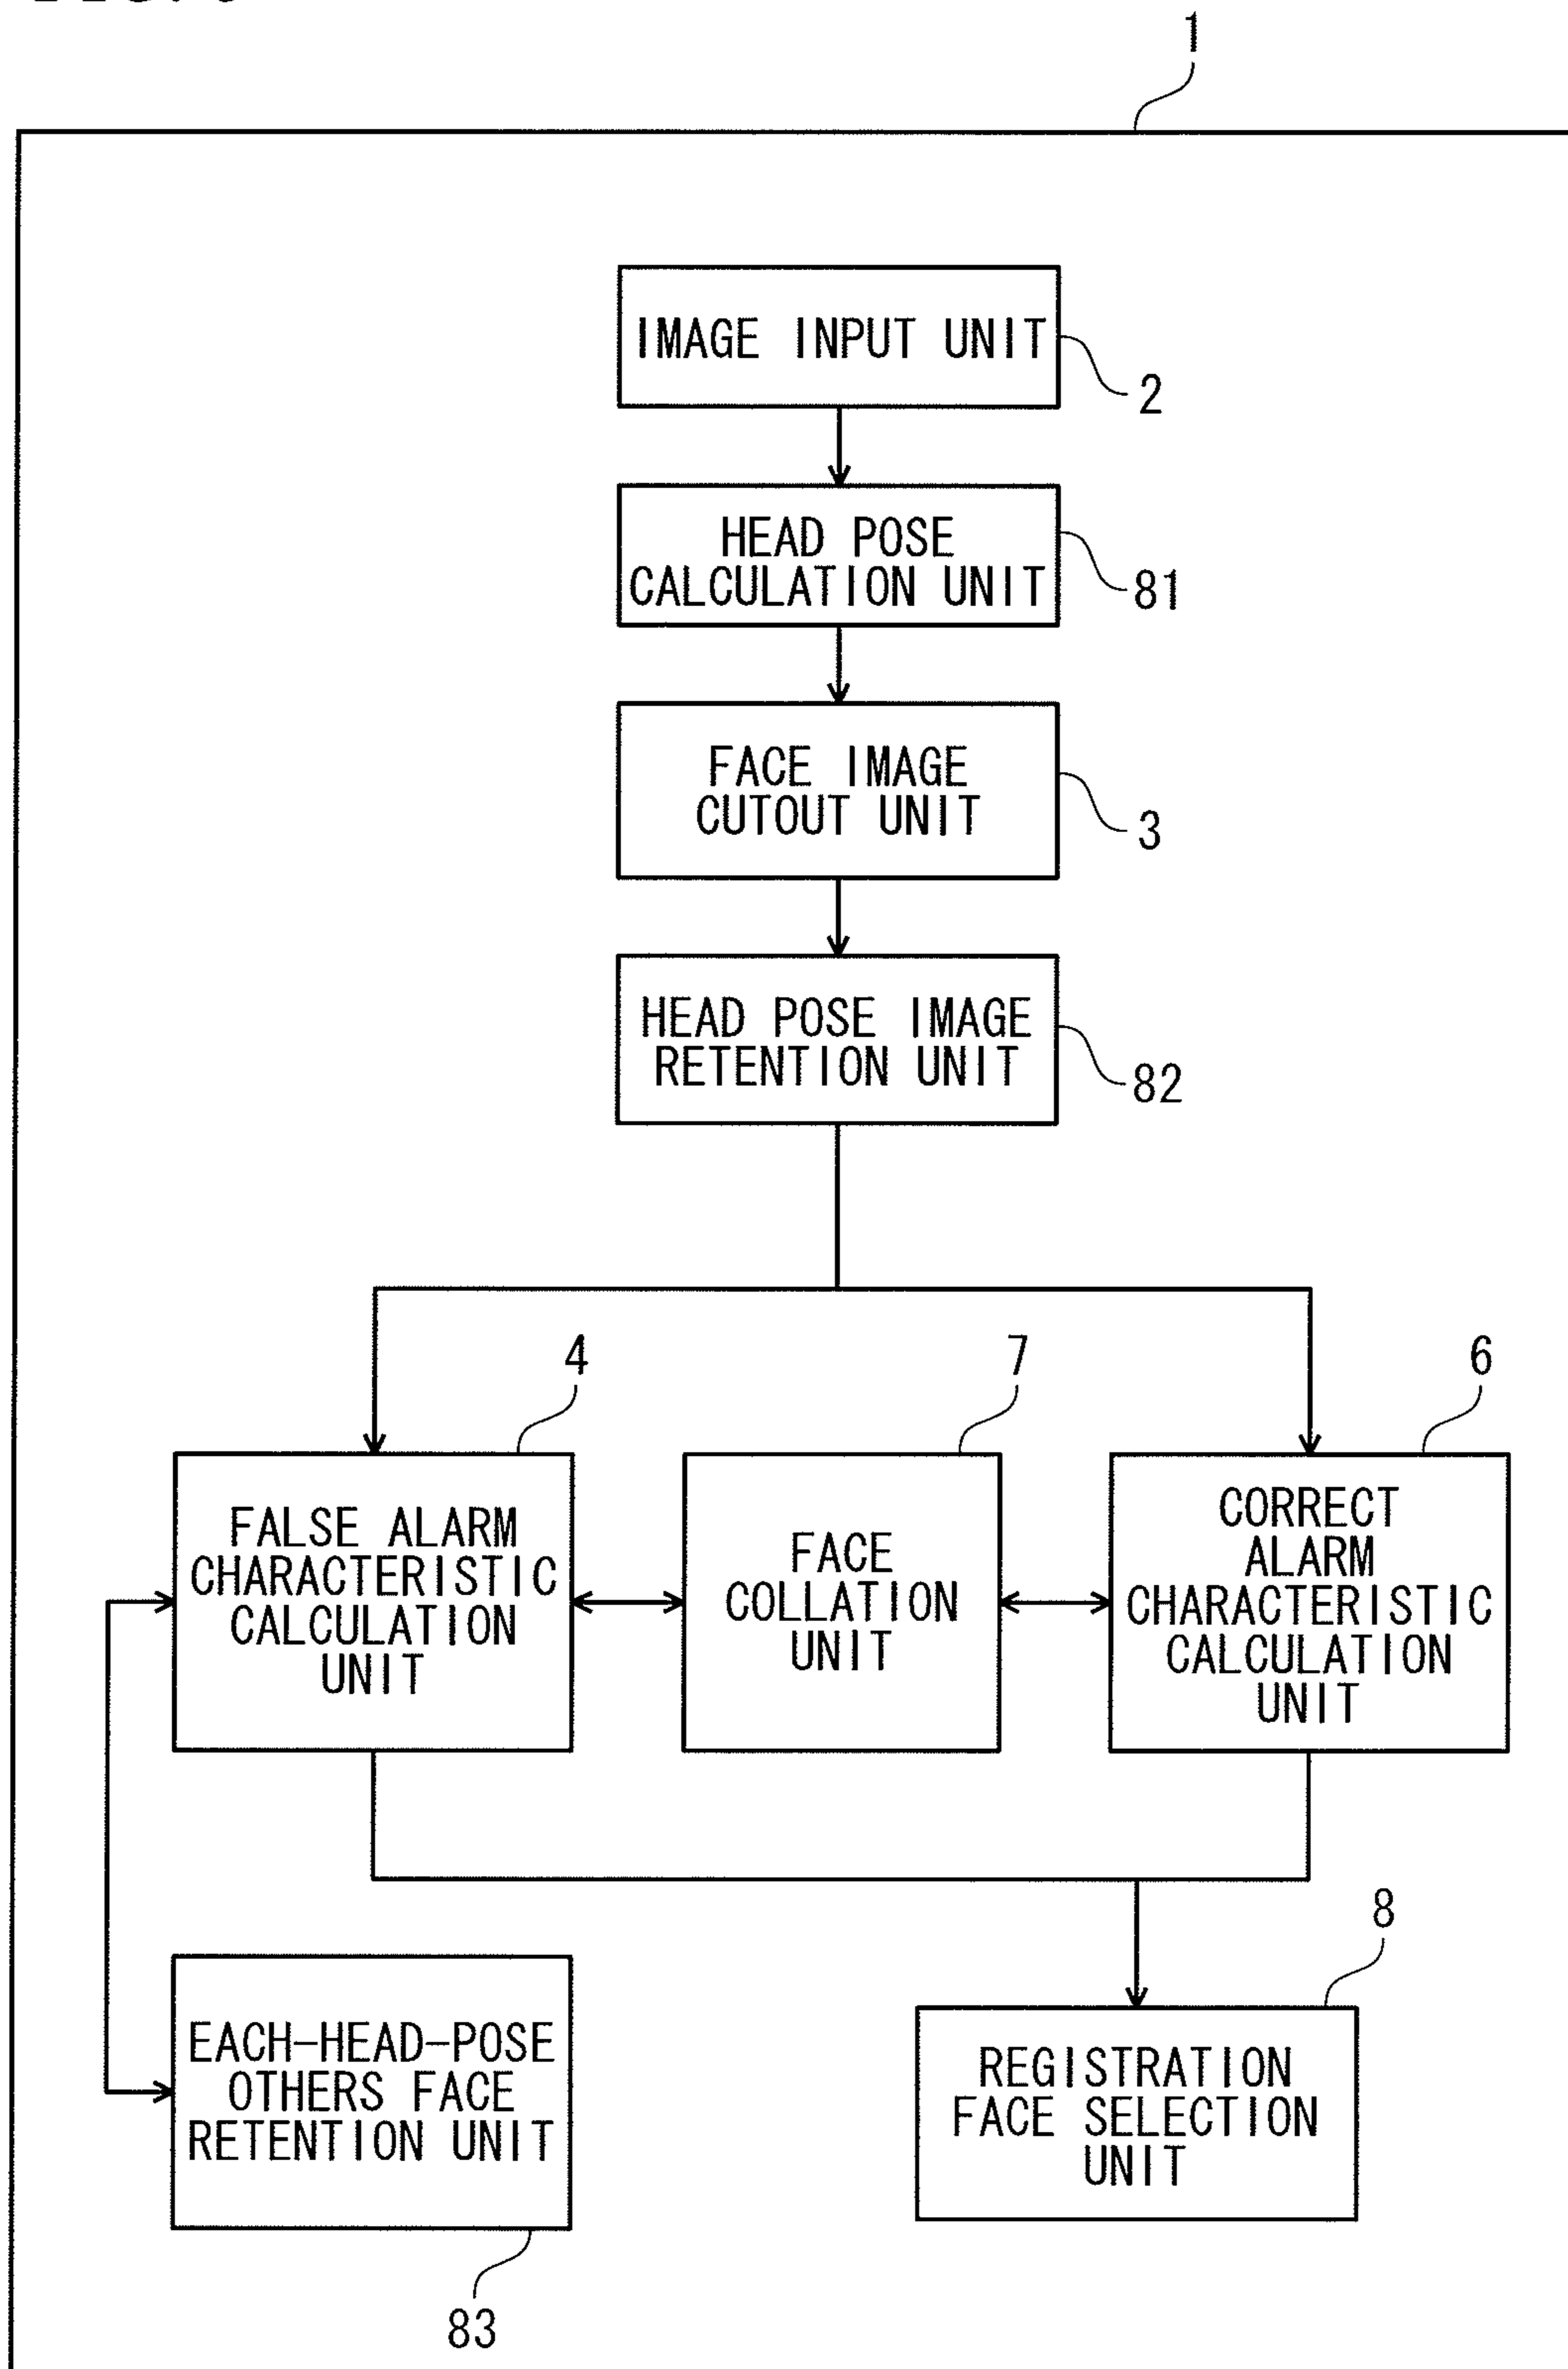 1
IMAGE INPUT UNIT
2
HEAD POSE
CALCULATION UNIT
81
FACE IMAGE
CUTOUT UNIT
3
HEAD POSE IMAGE
RETENTION UNIT
82
4
7
6
FALSE ALARM
CHARACTERISTIC
CALCULATION
UNIT
FACE
COLLATION
UNIT
CORRECT
ALARM
CHARACTERISTIC
CALCULATION
UNIT
8
EACH-HEAD-POSE
OTHERS FACE
RETENTION UNIT
REGISTRATION
FACE SELECTION
UNIT
83